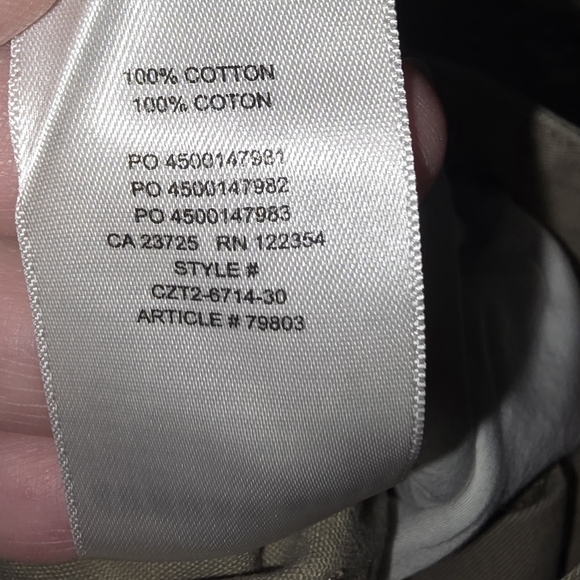 100% COTTON
100% COTON
PO 4500147981
PO 4500147982
PO 4500147983
CA 23725 RN 122354
STYLE #
CZT2-6714-30
ARTICLE # 79803